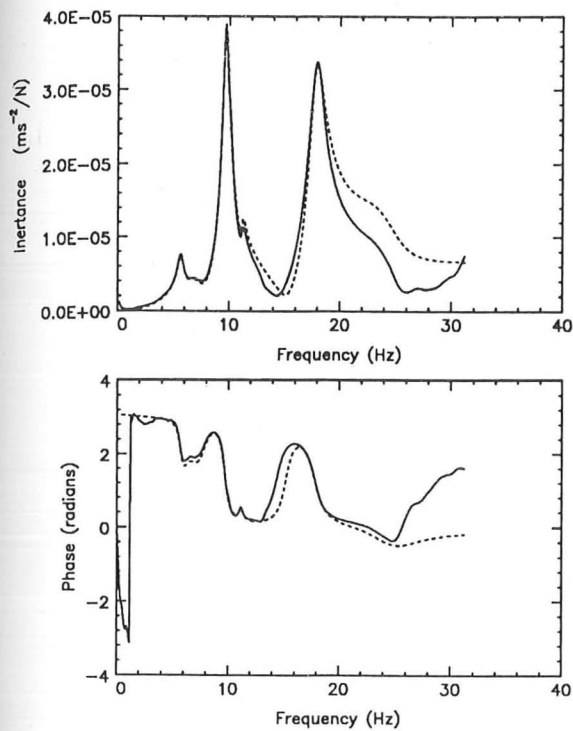 4.0E-05
3.0E-05
2.0E-05
1.0E-05
0.0E+00
Inertance (ms⁻²/N)
0 10 20 30 40
Frequency (Hz)
4
2
0
−2
−4
Phase (radians)
0 10 20 30 40
Frequency (Hz)